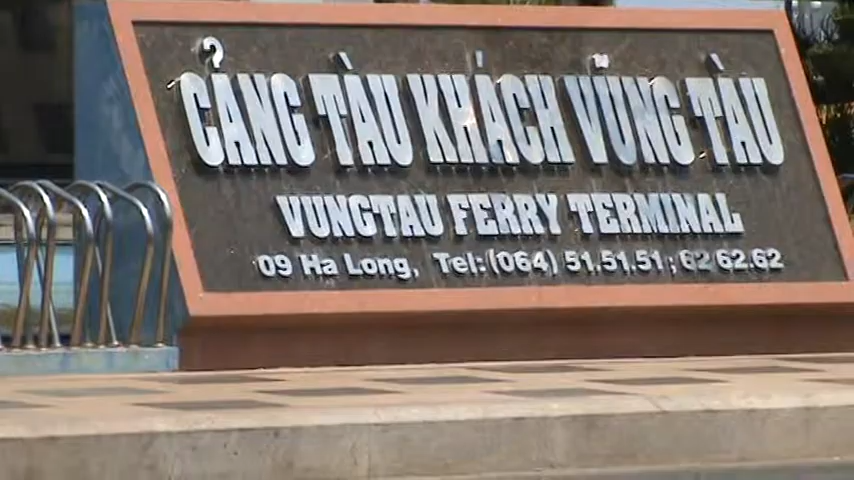 CẢNG TÀU KHÁCH VŨNG TÀU
VUNGTAU FERRY TERMINAL
09 Ha Long, Tel: (064) 51.51.51 ; 62 62.62